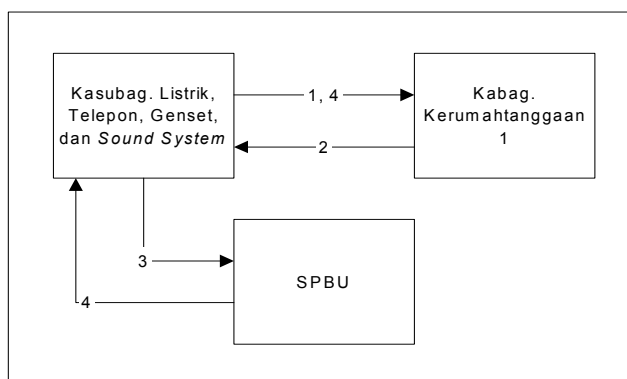 Kasubag. Listrik,
Telepon, Genset,
dan Sound System
1, 4
Kabag.
Kerumahtanggaan
1
2
3
SPBU
4